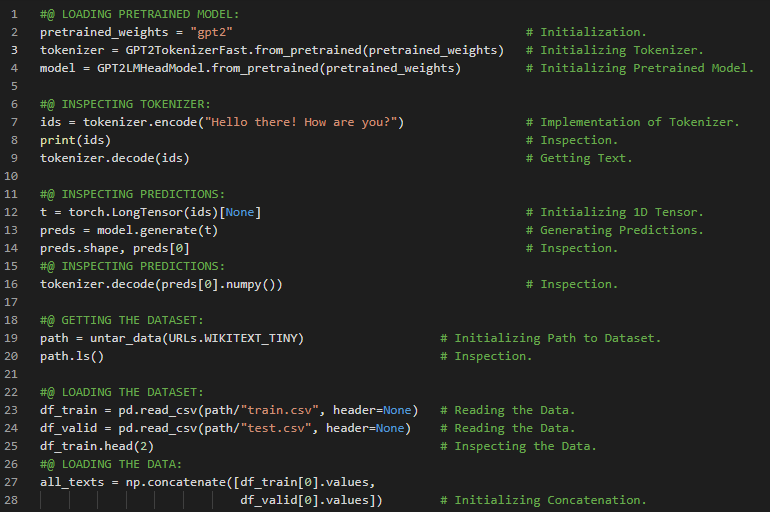 1 #@ LOADING PRETRAINED MODEL:
2 pretrained_weights = "gpt2" # Initialization.
3 tokenizer = GPT2TokenizerFast.from_pretrained(pretrained_weights) # Initializing Tokenizer.
4 model = GPT2LMHeadModel.from_pretrained(pretrained_weights) # Initializing Pretrained Model.
5
6 #@ INSPECTING TOKENIZER:
7 ids = tokenizer.encode("Hello there! How are you?") # Implementation of Tokenizer.
8 print(ids) # Inspection.
9 tokenizer.decode(ids) # Getting Text.
10
11 #@ INSPECTING PREDICTIONS:
12 t = torch.LongTensor(ids)[None] # Initializing 1D Tensor.
13 preds = model.generate(t) # Generating Predictions.
14 preds.shape, preds[0] # Inspection.
15 #@ INSPECTING PREDICTIONS:
16 tokenizer.decode(preds[0].numpy()) # Inspection.
17
18 #@ GETTING THE DATASET:
19 path = untar_data(URLs.WIKITEXT_TINY) # Initializing Path to Dataset.
20 path.ls() # Inspection.
21
22 #@ LOADING THE DATASET:
23 df_train = pd.read_csv(path/"train.csv", header=None) # Reading the Data.
24 df_valid = pd.read_csv(path/"test.csv", header=None) # Reading the Data.
25 df_train.head(2) # Inspecting the Data.
26 #@ LOADING THE DATA:
27 all_texts = np.concatenate([df_train[0].values,
28 df_valid[0].values]) # Initializing Concatenation.